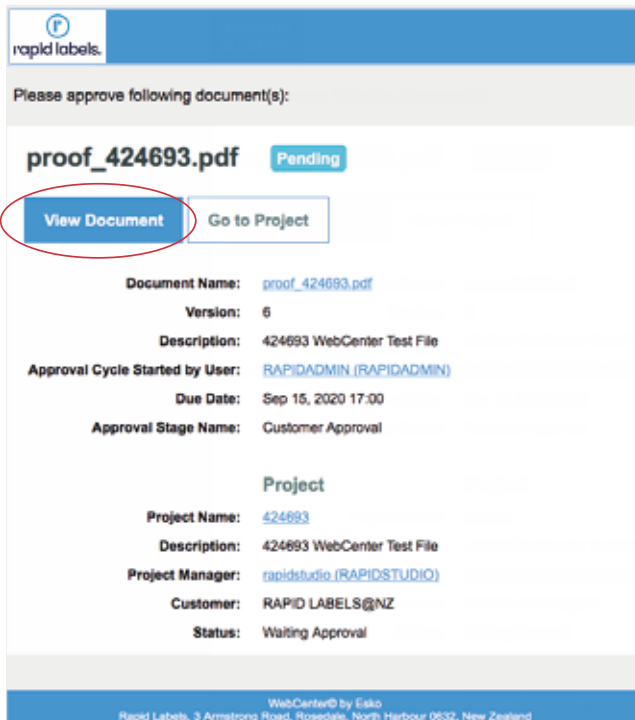 rapid labels.
Please approve following document(s):
proof_424693.pdf Pending
View Document Go to Project
Document Name: proof_424693.pdf
Version: 6
Description: 424693 WebCenter Test File
Approval Cycle Started by User: RAPIDADMIN (RAPIDADMIN)
Due Date: Sep 15, 2020 17:00
Approval Stage Name: Customer Approval
Project
Project Name: 424693
Description: 424693 WebCenter Test File
Project Manager: rapidstudio (RAPIDSTUDIO)
Customer: RAPID LABELS@NZ
Status: Waiting Approval
WebCenter© by Esko
Rapid Labels, 3 Armstrong Road, Rosedale, North Harbour 0632, New Zealand